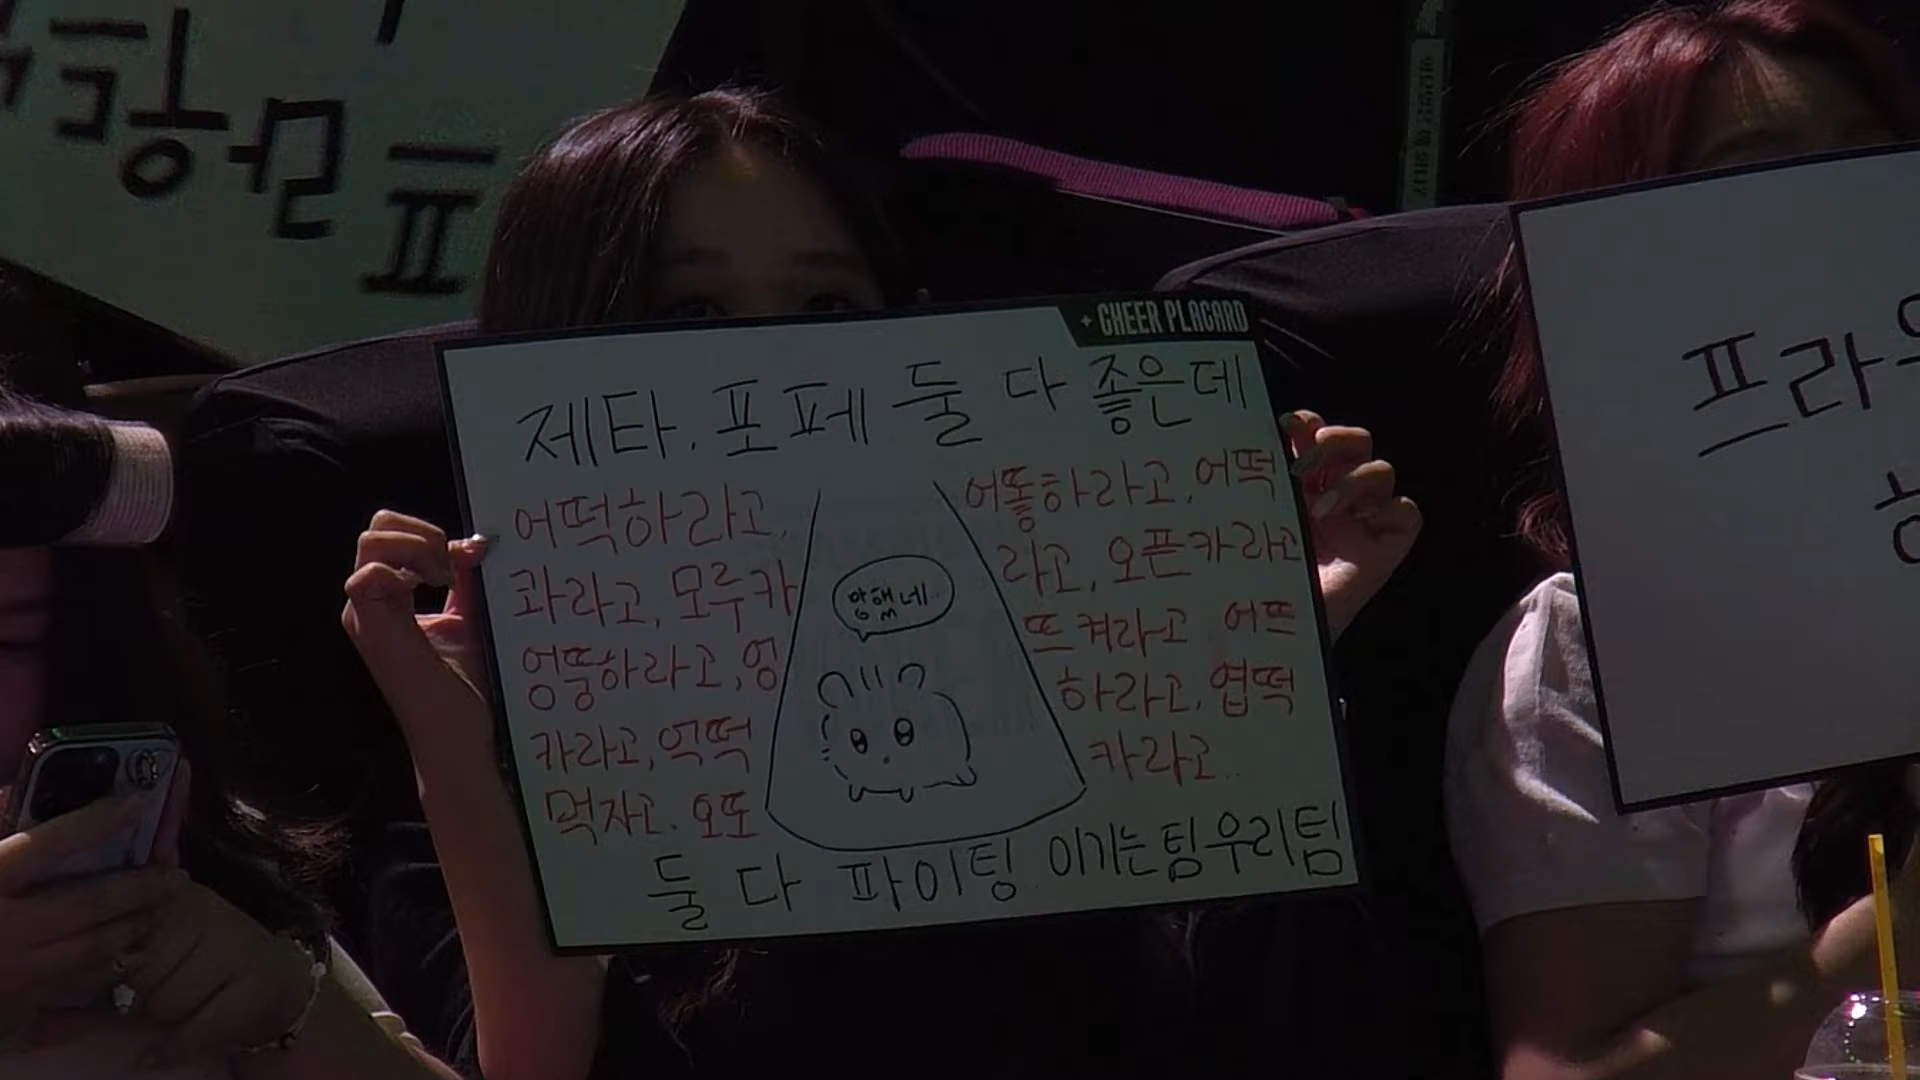 CHEER PLACARD
제타, 포페 둘 다 좋은데
어떡하라고,
콰라고, 모루카
엉뚱하라고, 엉
카라고, 억떡
먹자고. 오또
망했네..
어똫하라고, 어떡
라고, 오픈카라고
뜨켜라고, 어뜨
하라고, 엽떡
카라고..
둘 다 파이팅.. 이기는팀우리팀
프라